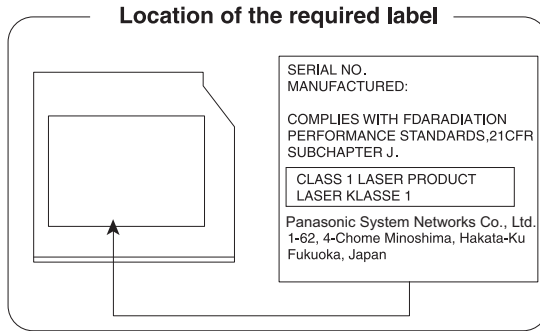 Location of the required label
SERIAL NO.
MANUFACTURED:
COMPLIES WITH FDARADIATION
PERFORMANCE STANDARDS,21CFR
SUBCHAPTER J.
CLASS 1 LASER PRODUCT
LASER KLASSE 1
Panasonic System Networks Co., Ltd.
1-62, 4-Chome Minoshima, Hakata-Ku
Fukuoka, Japan